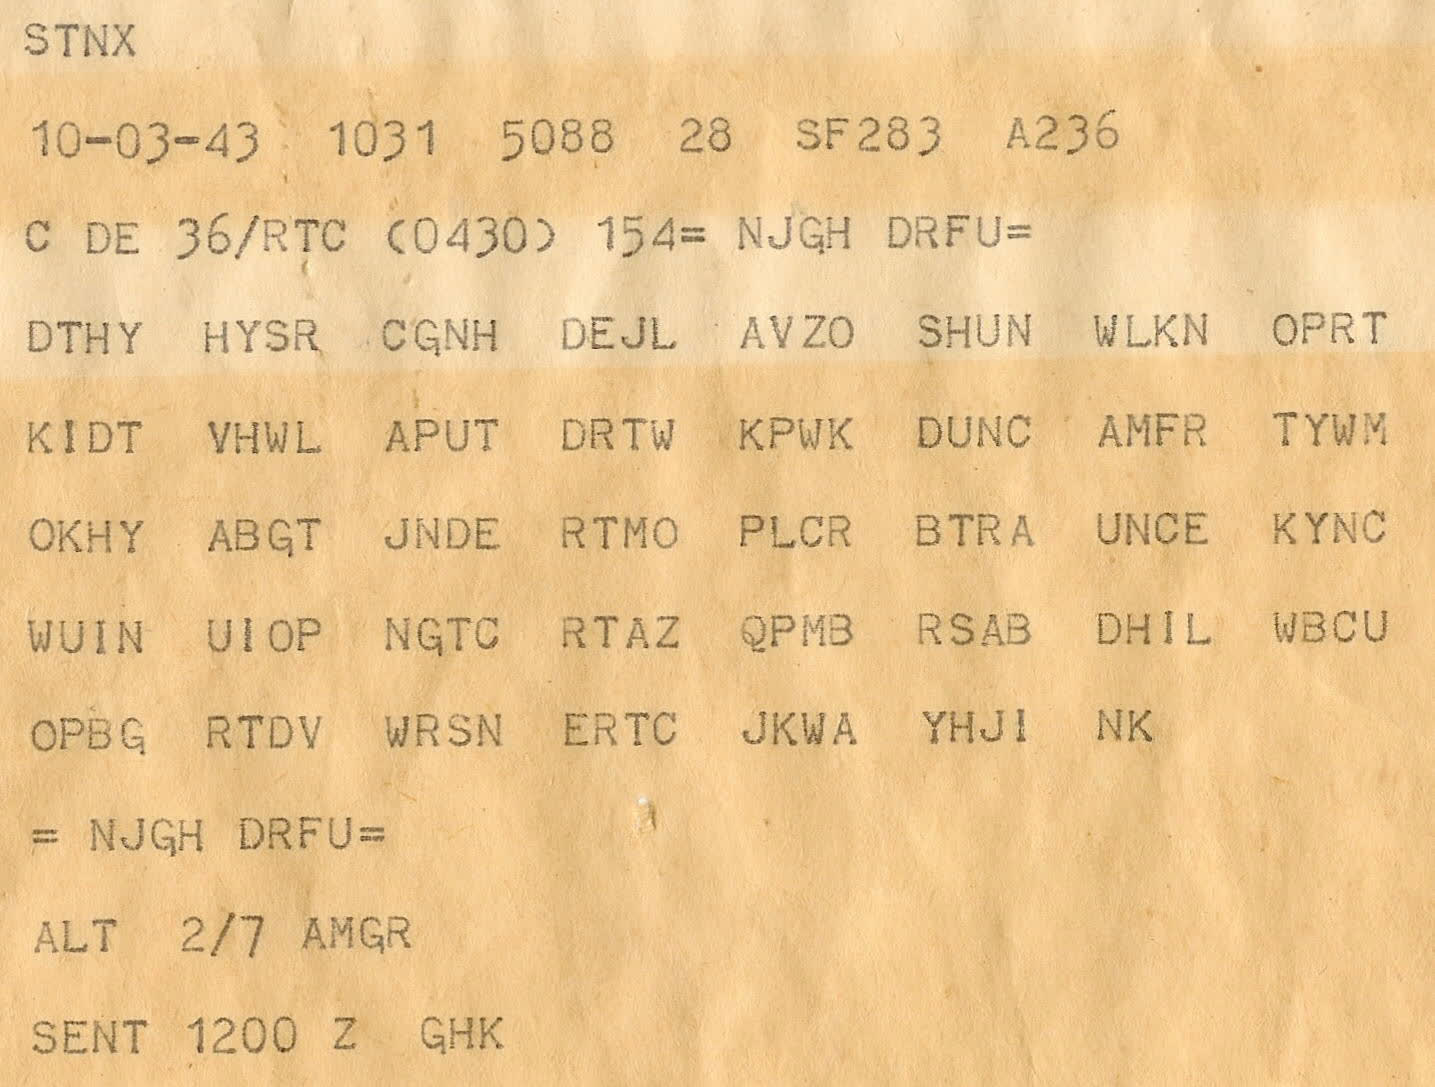 STNX
10-03-43 1031 5088 28 SF283 A236
C DE 36/RTC (0430) 154= NJGH DRFU=
DTHY HYSR CGNH DEJL AVZO SHUN WLKN OPRT
KIDT VHWL APUT DRTW KPWK DUNC AMFR TYWM
OKHY ABGT JNDE RTMO PLCR BTRA UNCE KYNC
WUIN UIOP NGTC RTAZ QPMB RSAB DHIL WBCU
OPBG RTDV WRSN ERTC JKWA YHJI NK
= NJGH DRFU=
ALT 2/7 AMGR
SENT 1200 Z GHK